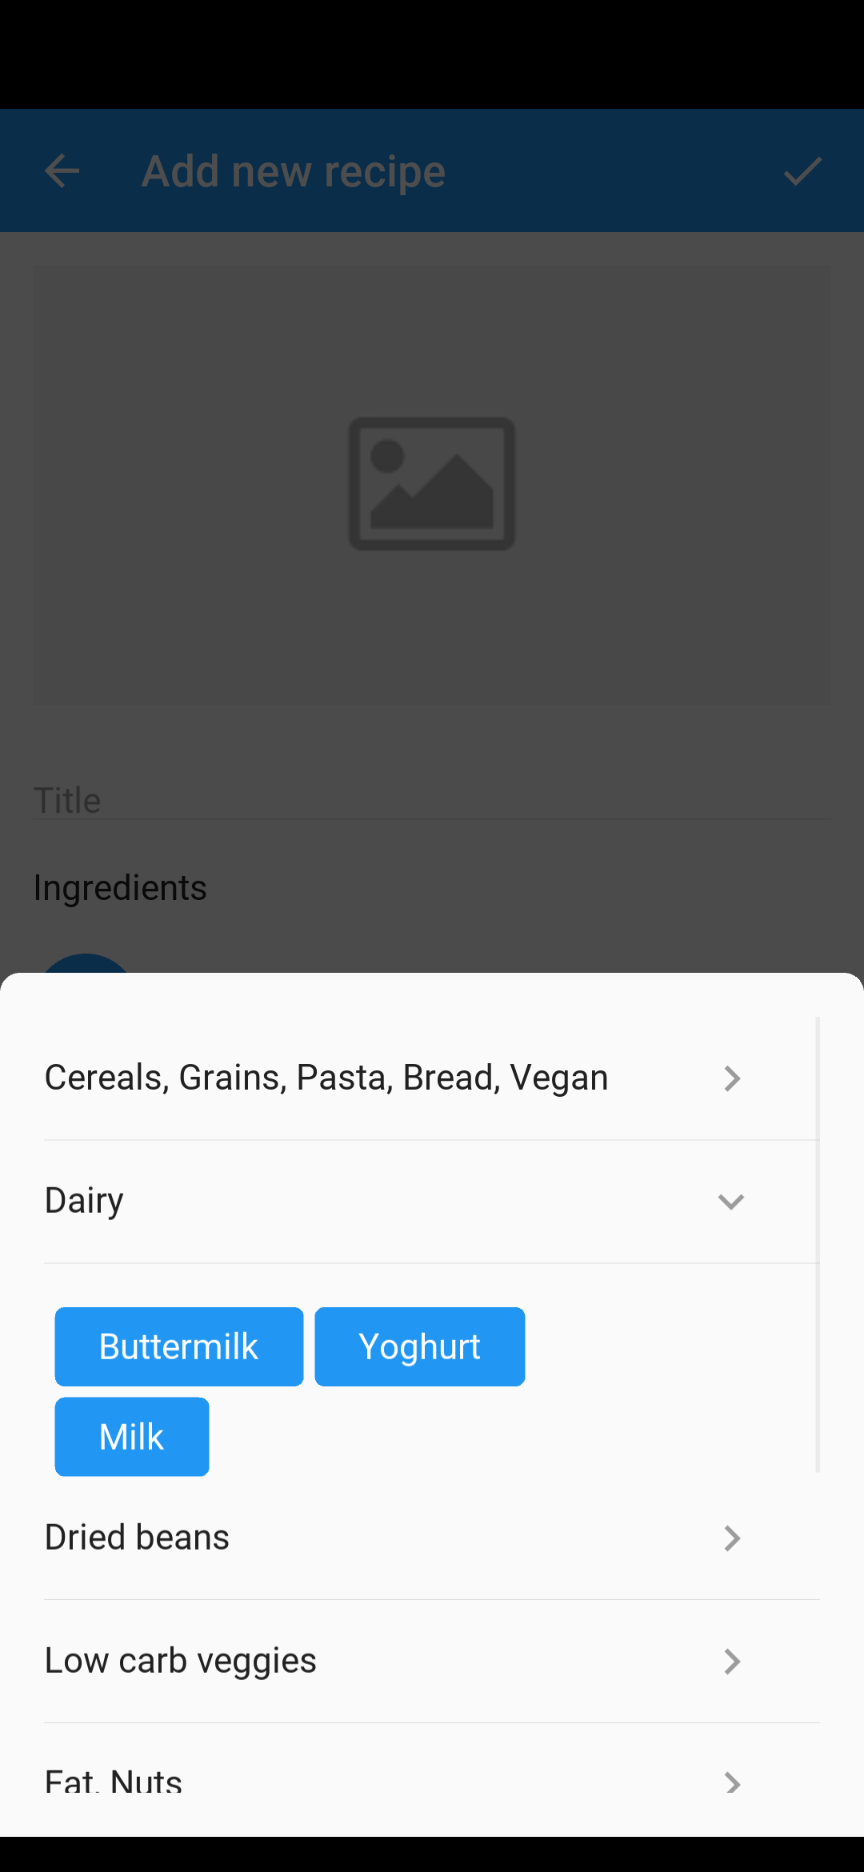 Add new recipe
Title
Ingredients
Cereals, Grains, Pasta, Bread, Vegan
Dairy
Buttermilk Yoghurt
Milk
Dried beans
Low carb veggies
Fat, Nuts